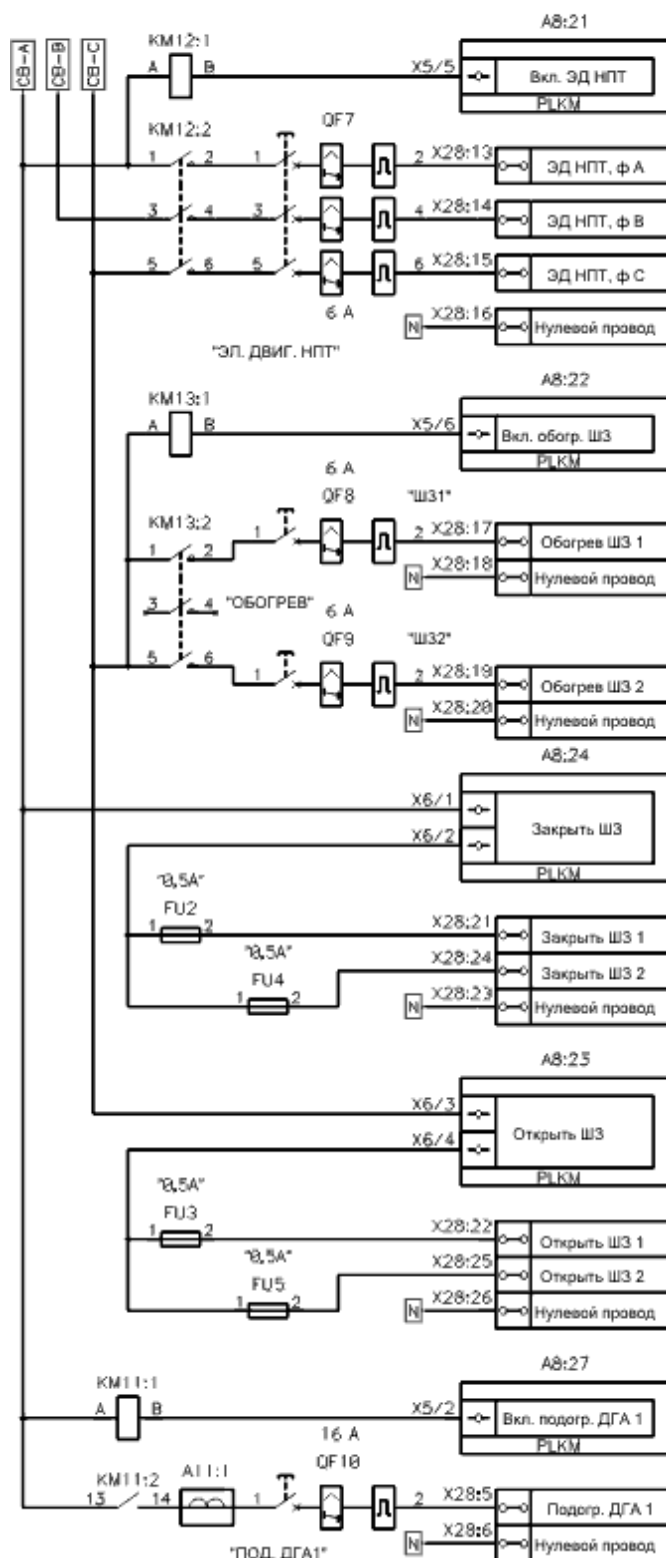 A8:21
СВ-А СВ-В СВ-С
KM12:1
A B X5/5 Вкл. ЭД НПТ
PLKM
KM12:2 QF7
1 2 1 2 X28:13 ЭД НПТ, ф А
3 4 3 4 X28:14 ЭД НПТ, ф В
5 6 5 6 X28:15 ЭД НПТ, ф С
6 A
N X28:16 Нулевой провод
"ЭЛ. ДВИГ. НПТ"
A8:22
KM13:1
A B X5/6 Вкл. обогр. ШЗ
PLKM
6 A
QF8 "ШЗ1"
KM13:2
1 2 1 2 X28:17 Обогрев ШЗ 1
N X28:18 Нулевой провод
3 4 "ОБОГРЕВ" 6 A
QF9 "ШЗ2"
5 6 1 2 X28:19 Обогрев ШЗ 2
N X28:20 Нулевой провод
A8:24
X6/1 Закрыть ШЗ
X6/2
PLKM
"0,5A"
FU2
1 2 X28:21 Закрыть ШЗ 1
"0,5A"
FU4
1 2 X28:24 Закрыть ШЗ 2
N X28:23 Нулевой провод
A8:25
X6/3 Открыть ШЗ
X6/4
PLKM
"0,5A"
FU3
1 2 X28:22 Открыть ШЗ 1
"0,5A"
FU5
1 2 X28:25 Открыть ШЗ 2
N X28:26 Нулевой провод
A8:27
KM11:1
A B X5/2 Вкл. подогр. ДГА 1
PLKM
16 A
QF10
KM11:2 A11:1
13 14 1 2 X28:5 Подогр. ДГА 1
N X28:6 Нулевой провод
"ПОД. ДГА1"